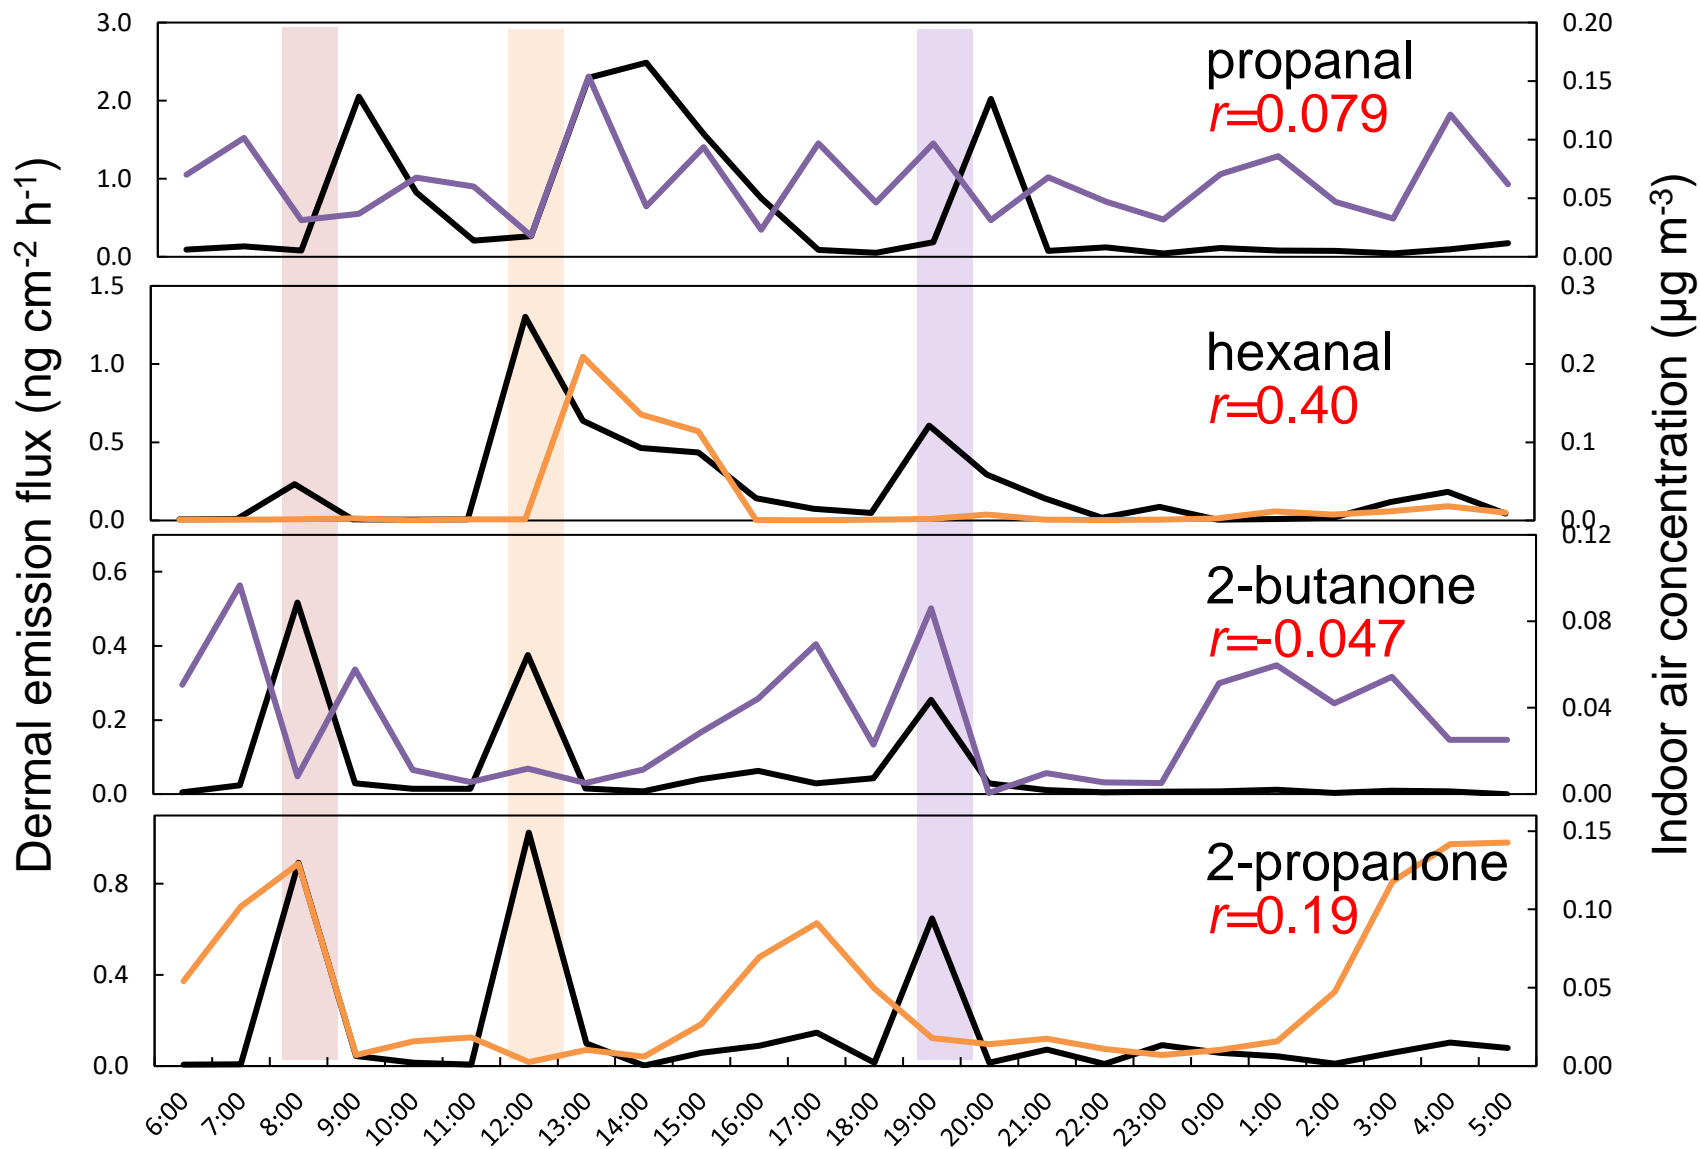 Dermal emission flux (ng cm-2 h-1)
3.0
2.0
1.0
0.0
propanal
r=0.079
0.20
0.15
0.10
0.05
0.00
1.5
1.0
0.5
0.0
hexanal
r=0.40
0.3
0.2
0.1
0.0
0.6
0.4
0.2
0.0
2-butanone
r=-0.047
0.12
0.08
0.04
0.00
0.8
0.4
0.0
2-propanone
r=0.19
0.15
0.10
0.05
0.00
Indoor air concentration (µg m-3)
6:00 7:00 8:00 9:00 10:00 11:00 12:00 13:00 14:00 15:00 16:00 17:00 18:00 19:00 20:00 21:00 22:00 23:00 0:00 1:00 2:00 3:00 4:00 5:00